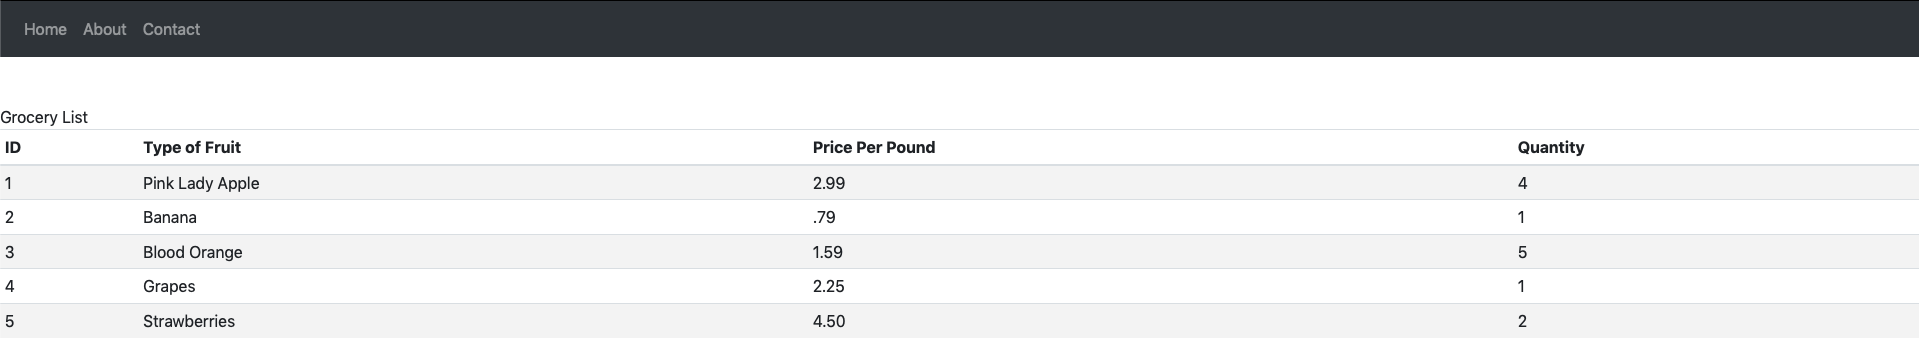 Home About Contact
Grocery List
ID Type of Fruit Price Per Pound Quantity
1 Pink Lady Apple 2.99 4
2 Banana .79 1
3 Blood Orange 1.59 5
4 Grapes 2.25 1
5 Strawberries 4.50 2